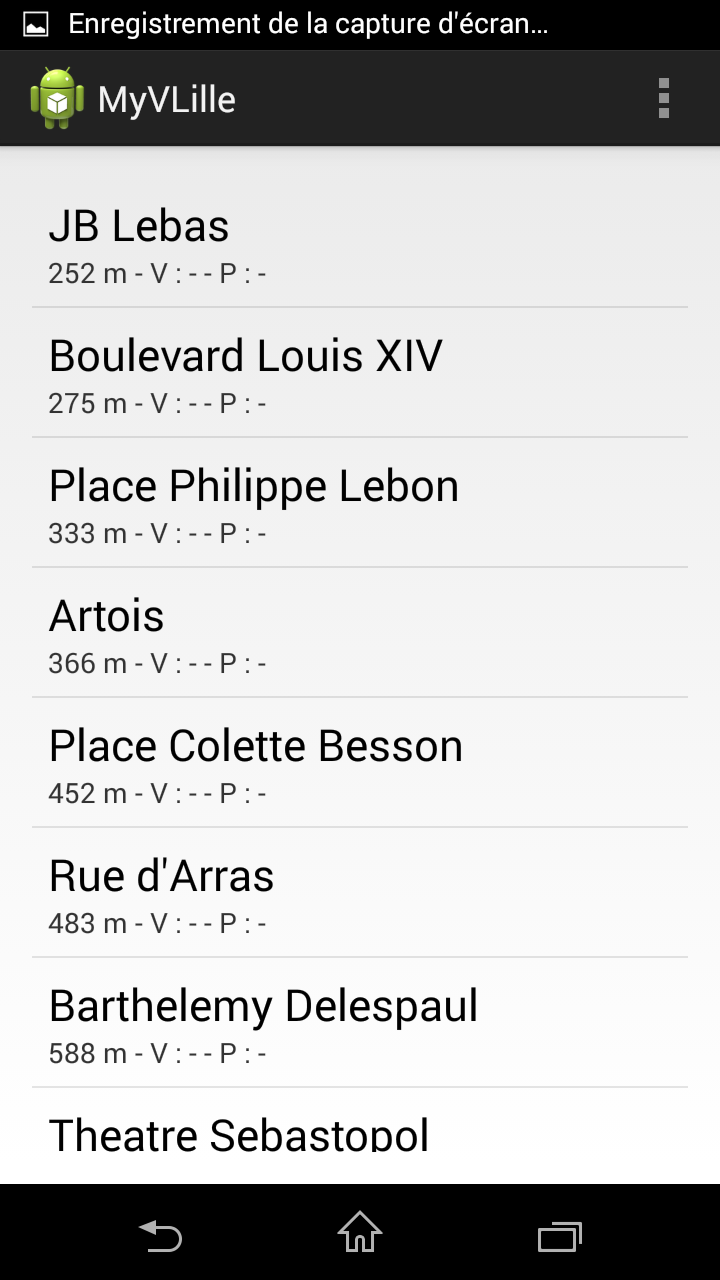 Enregistrement de la capture d'écran...
MyVLille
JB Lebas
252 m - V : - - P : -
Boulevard Louis XIV
275 m - V : - - P : -
Place Philippe Lebon
333 m - V : - - P : -
Artois
366 m - V : - - P : -
Place Colette Besson
452 m - V : - - P : -
Rue d'Arras
483 m - V : - - P : -
Barthelemy Delespaul
588 m - V : - - P : -
Theatre Sebastopol